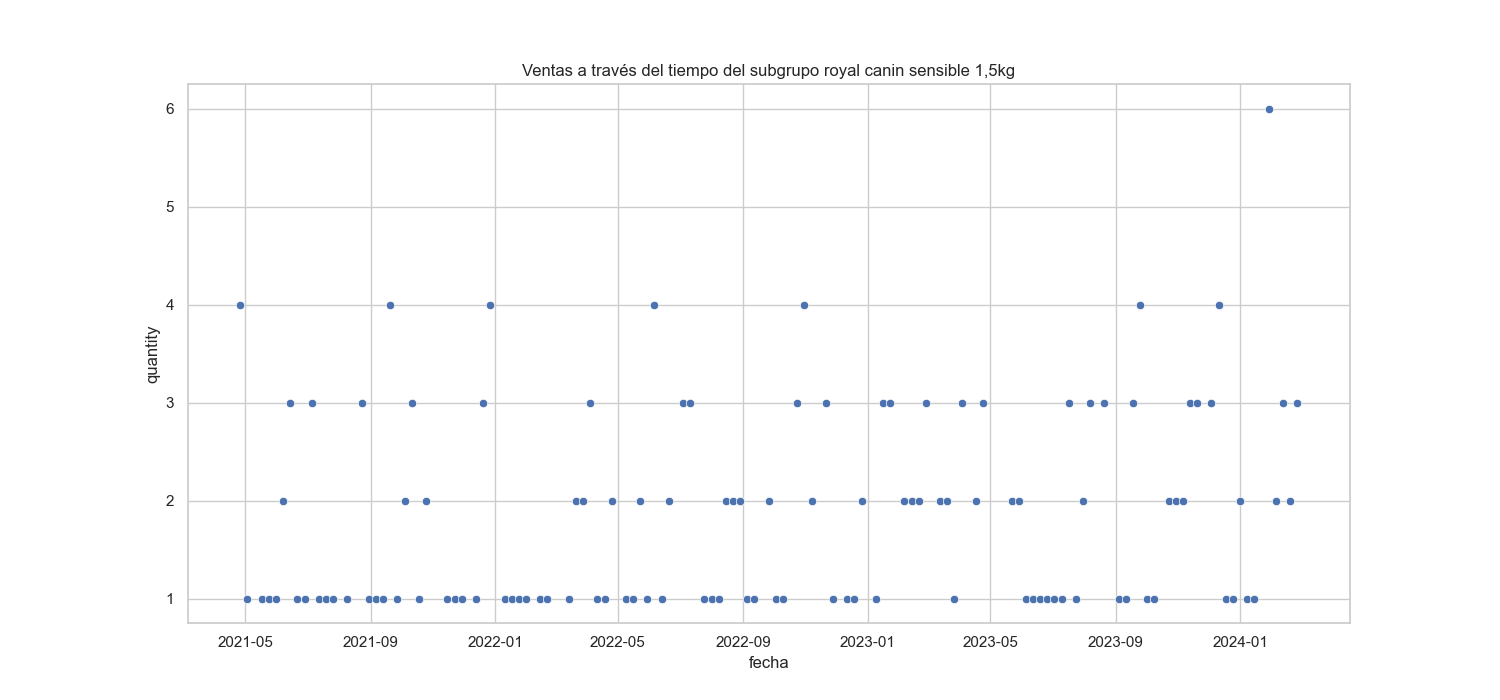 Ventas a través del tiempo del subgrupo royal canin sensible 1,5kg
6
5
4
3
2
1
quantity
2021-05 2021-09 2022-01 2022-05 2022-09 2023-01 2023-05 2023-09 2024-01
fecha